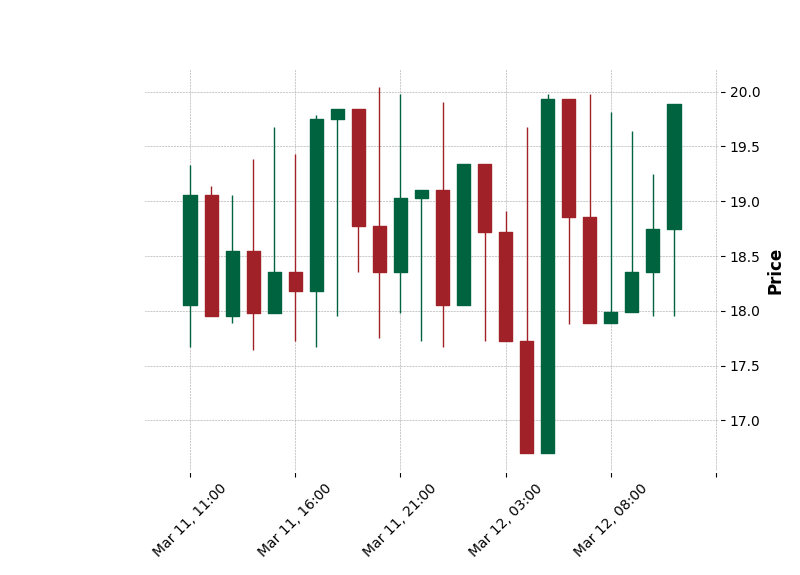 20.0
19.5
19.0
18.5
18.0
17.5
17.0
Price
Mar 11, 11:00
Mar 11, 16:00
Mar 11, 21:00
Mar 12, 03:00
Mar 12, 08:00